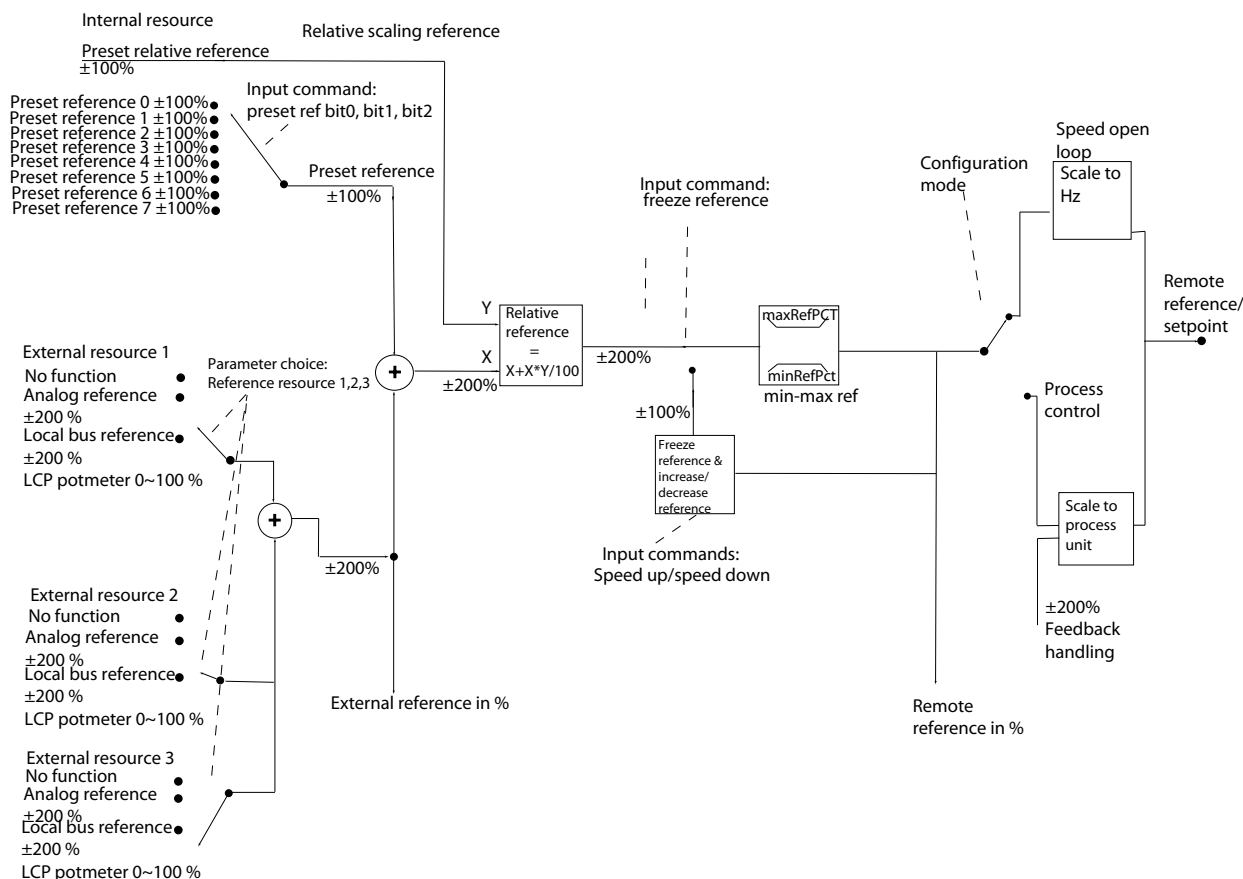 Internal resource
Relative scaling reference
Preset relative reference
±100%
Input command:
preset ref bit0, bit1, bit2
Preset reference 0 ±100%
Preset reference 1 ±100%
Preset reference 2 ±100%
Preset reference 3 ±100%
Preset reference 4 ±100%
Preset reference 5 ±100%
Preset reference 6 ±100%
Preset reference 7 ±100%
Preset reference
±100%
Input command:
freeze reference
Configuration
mode
Speed open
loop
Scale to
Hz
Remote
reference/
setpoint
Y
X
±200%
Relative
reference
=
X+X*Y/100
±200%
maxRefPCT
minRefPct
min-max ref
External resource 1
No function
Analog reference
±200 %
Local bus reference
±200 %
LCP potmeter 0~100 %
Parameter choice:
Reference resource 1,2,3
+
+
±200%
±100%
Freeze
reference &
increase/
decrease
reference
Input commands:
Speed up/speed down
Process
control
Scale to
process
unit
±200%
Feedback
handling
External resource 2
No function
Analog reference
±200 %
Local bus reference
±200 %
LCP potmeter 0~100 %
External reference in %
Remote
reference in %
External resource 3
No function
Analog reference
±200 %
Local bus reference
±200 %
LCP potmeter 0~100 %